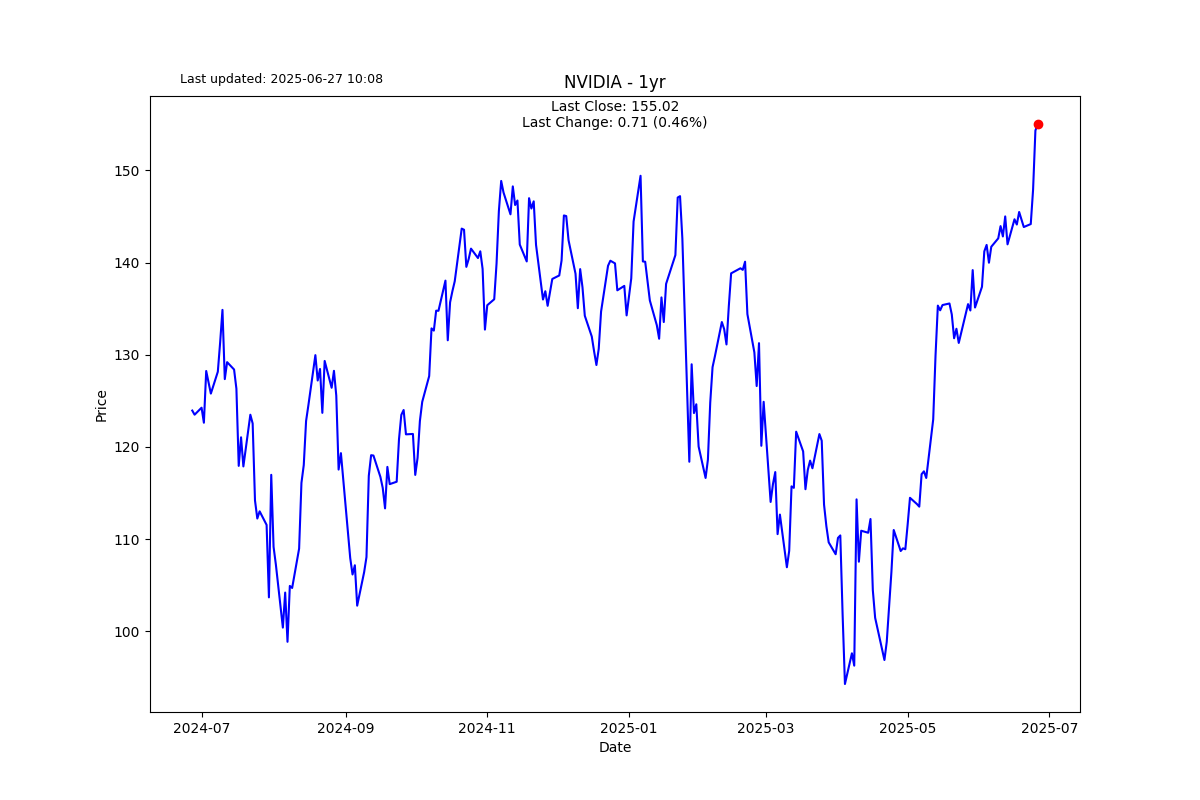 Last updated: 2025-06-27 10:08
NVIDIA - 1yr
Last Close: 155.02
Last Change: 0.71 (0.46%)
150
140
130
120
110
100
Price
2024-07
2024-09
2024-11
2025-01
2025-03
2025-05
2025-07
Date